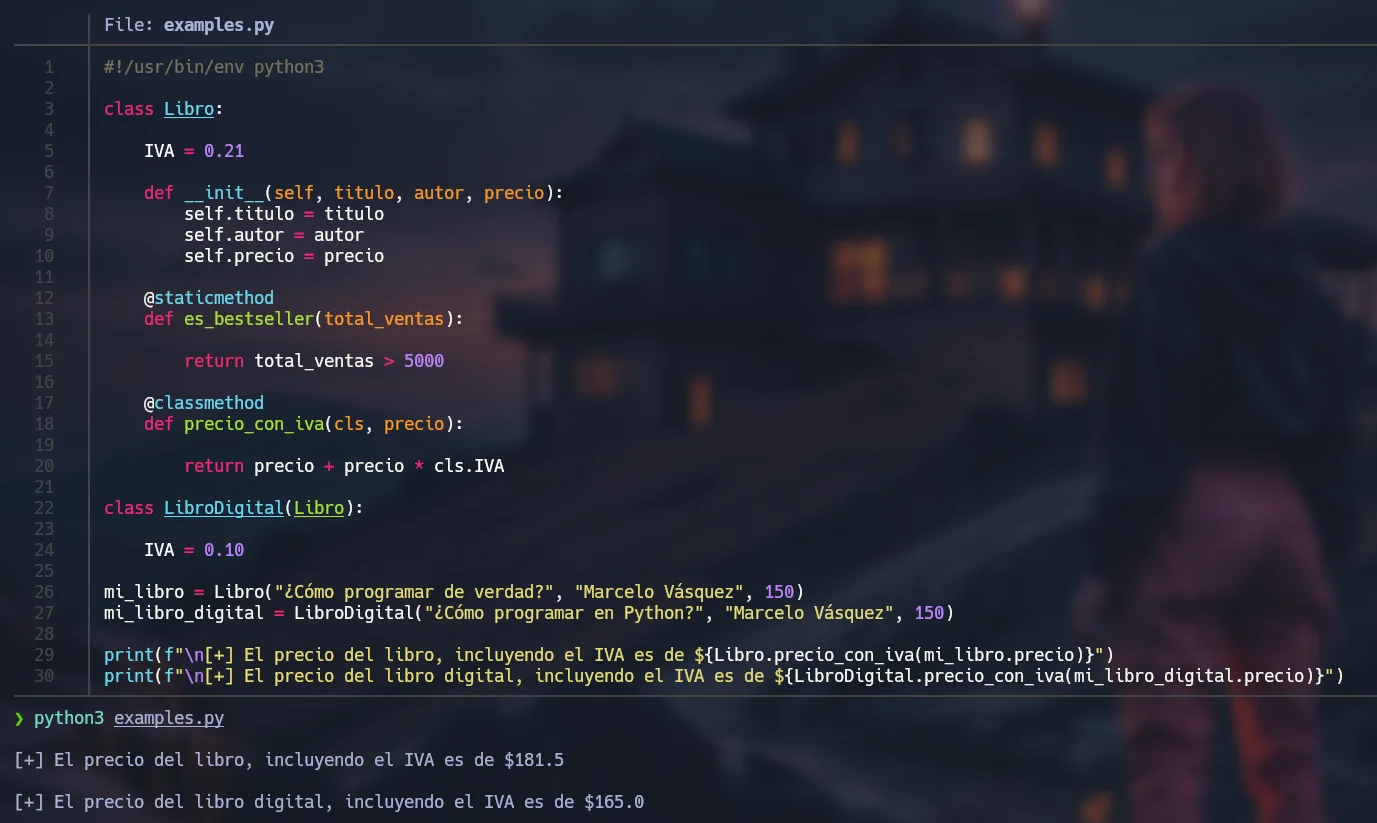 File: examples.py
1 #!/usr/bin/env python3
2
3 class Libro:
4
5     IVA = 0.21
6
7     def __init__(self, titulo, autor, precio):
8         self.titulo = titulo
9         self.autor = autor
10         self.precio = precio
11
12     @staticmethod
13     def es_bestseller(total_ventas):
14
15         return total_ventas > 5000
16
17     @classmethod
18     def precio_con_iva(cls, precio):
19
20         return precio + precio * cls.IVA
21
22 class LibroDigital(Libro):
23
24     IVA = 0.10
25
26 mi_libro = Libro("¿Cómo programar de verdad?", "Marcelo Vásquez", 150)
27 mi_libro_digital = LibroDigital("¿Cómo programar en Python?", "Marcelo Vásquez", 150)
28
29 print(f"\n[+] El precio del libro, incluyendo el IVA es de ${Libro.precio_con_iva(mi_libro.precio)}")
30 print(f"\n[+] El precio del libro digital, incluyendo el IVA es de ${LibroDigital.precio_con_iva(mi_libro_digital.precio)}")
❯ python3 examples.py
[+] El precio del libro, incluyendo el IVA es de $181.5
[+] El precio del libro digital, incluyendo el IVA es de $165.0